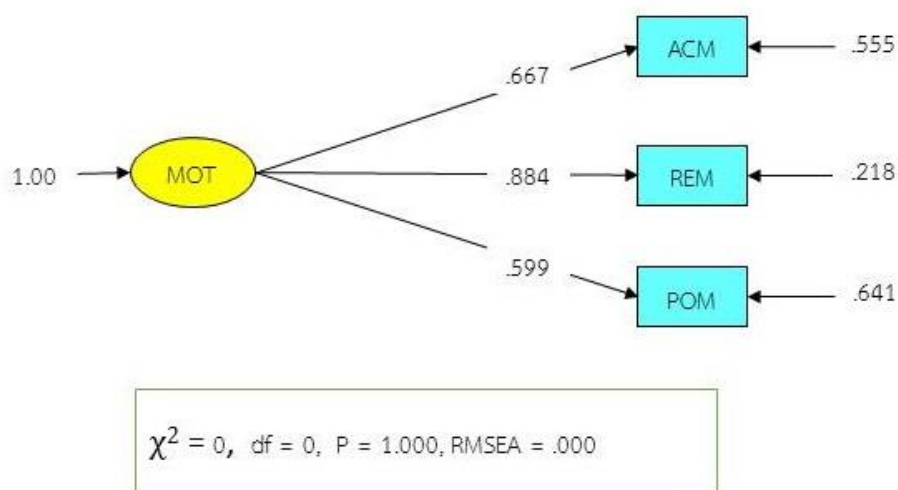 ACM
.555
.667
1.00
MOT
.884
REM
.218
.599
POM
.641
χ² = 0, df = 0, P = 1.000, RMSEA = .000